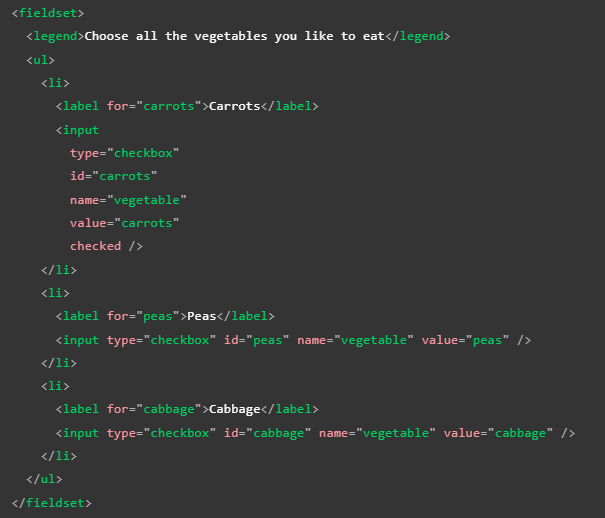 <fieldset>
  <legend>Choose all the vegetables you like to eat</legend>
  <ul>
    <li>
      <label for="carrots">Carrots</label>
      <input
        type="checkbox"
        id="carrots"
        name="vegetable"
        value="carrots"
        checked />
    </li>
    <li>
      <label for="peas">Peas</label>
      <input type="checkbox" id="peas" name="vegetable" value="peas" />
    </li>
    <li>
      <label for="cabbage">Cabbage</label>
      <input type="checkbox" id="cabbage" name="vegetable" value="cabbage" />
    </li>
  </ul>
</fieldset>